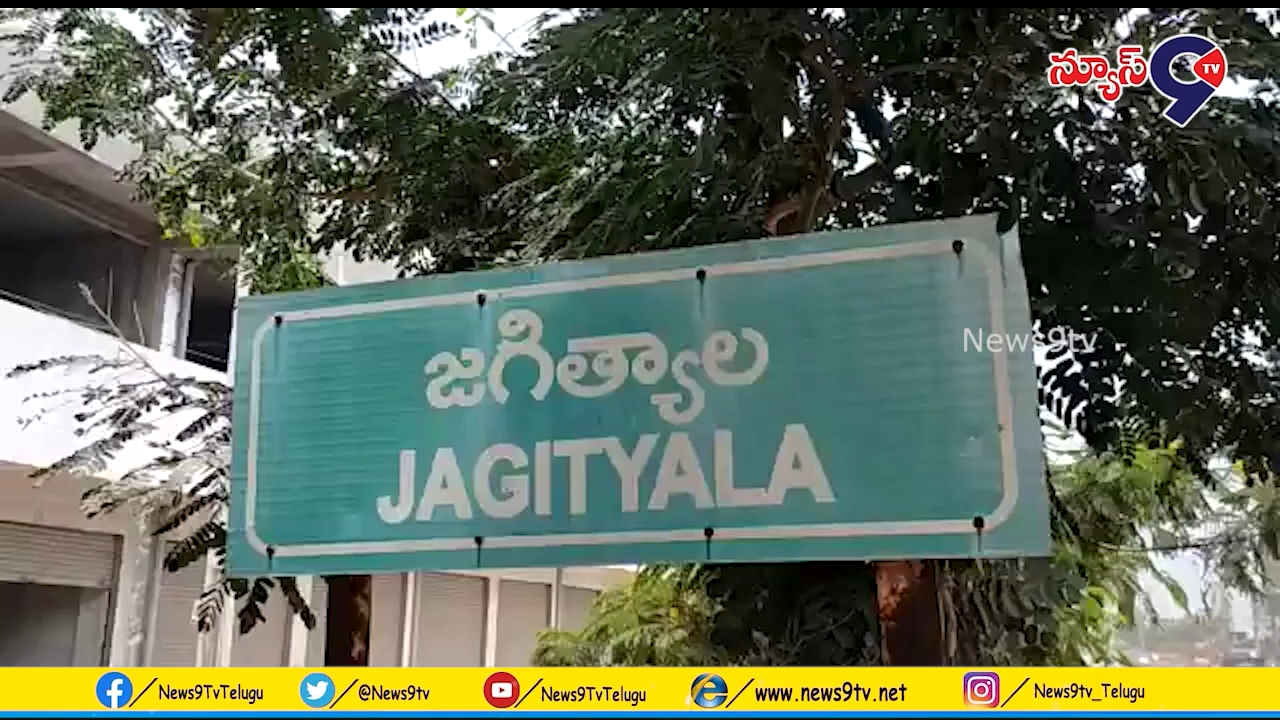 న్యూస్ 9 TV
News9tv
జగిత్యాల
JAGITYALA
/News9TvTelugu /@News9tv /News9TvTelugu /www.news9tv.net /News9tv_Telugu